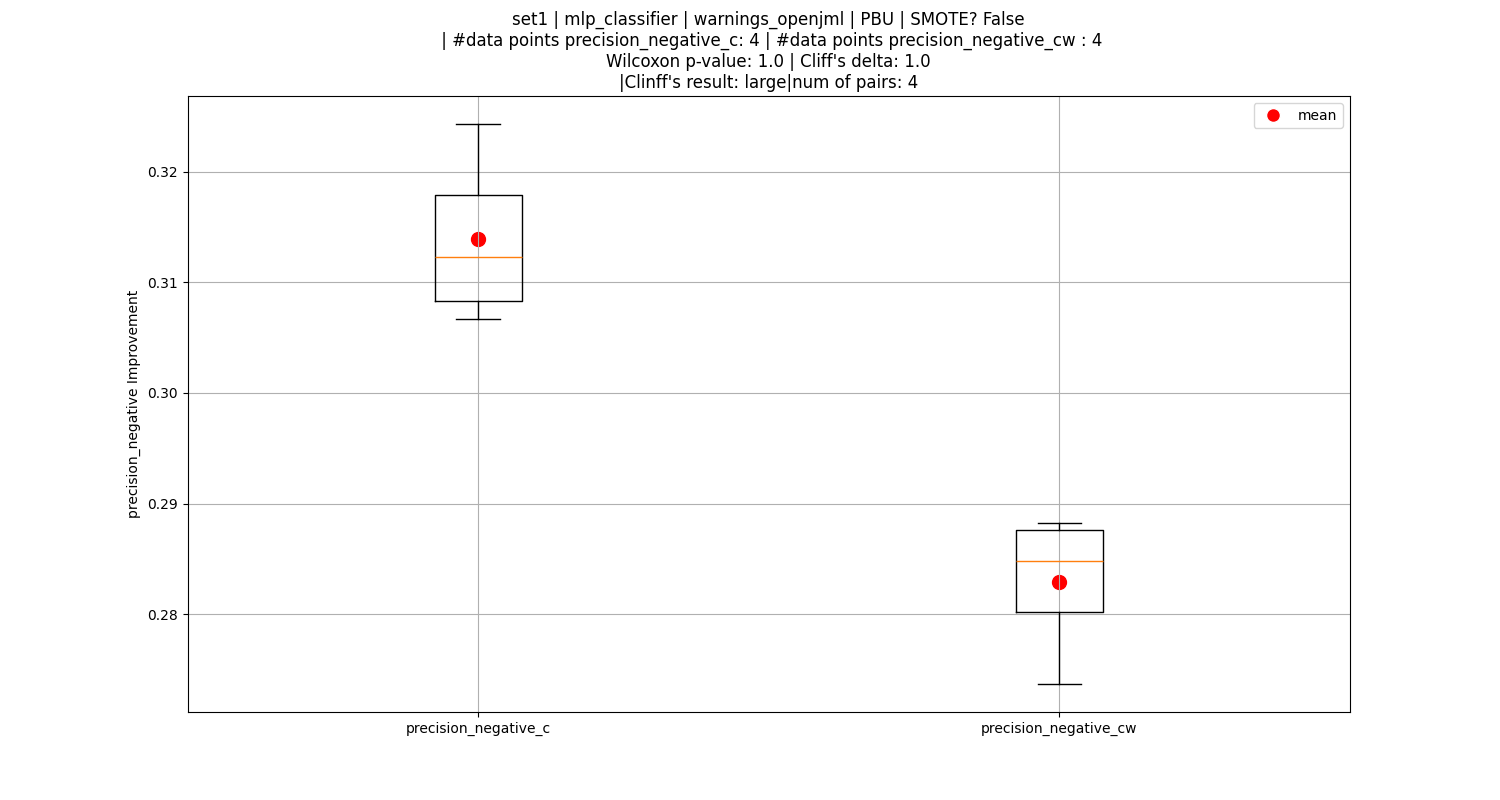 set1 | mlp_classifier | warnings_openjml | PBU | SMOTE? False
| #data points precision_negative_c: 4 | #data points precision_negative_cw : 4
Wilcoxon p-value: 1.0 | Cliff's delta: 1.0
|Clinff's result: large|num of pairs: 4
mean
precision_negative Improvement
0.32
0.31
0.30
0.29
0.28
precision_negative_c
precision_negative_cw